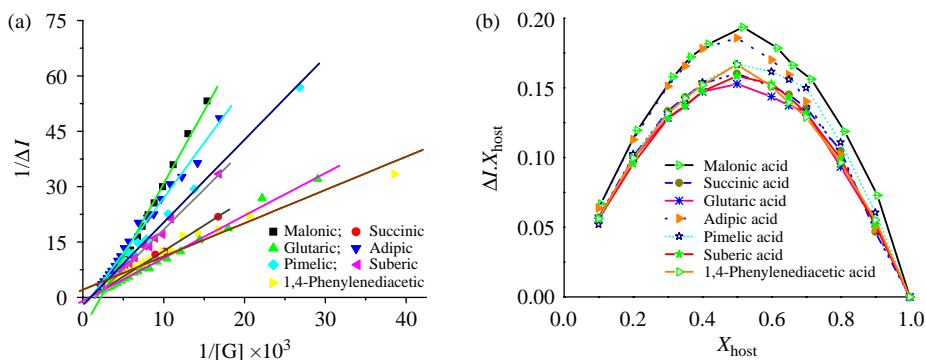 (a)
75
60
45
30
15
0
1/ΔI
Malonic; Succinic
Glutaric; Adipic
Pimelic; Suberic
1,4-Phenylenediacetic
0 10 20 30 40
1/[G] ×10³
(b)
0.20
0.15
0.10
0.05
0.00
ΔI.X_host
Malonic acid
Succinic acid
Glutaric acid
Adipic acid
Pimelic acid
Suberic acid
1,4-Phenylenediacetic acid
0.0 0.2 0.4 0.6 0.8 1.0
X_host